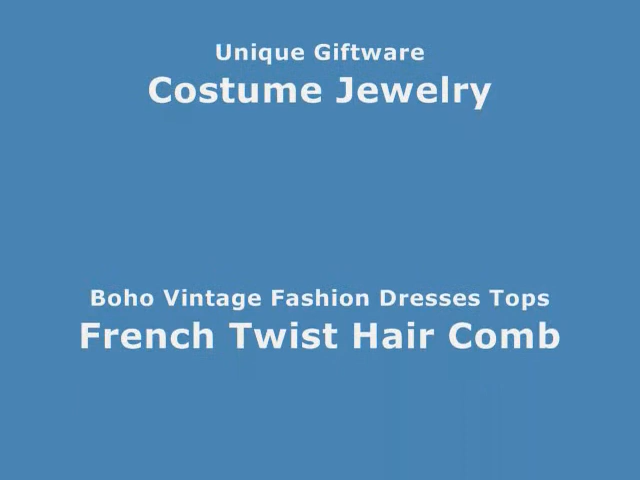 Unique Giftware
Costume Jewelry
Boho Vintage Fashion Dresses Tops
French Twist Hair Comb